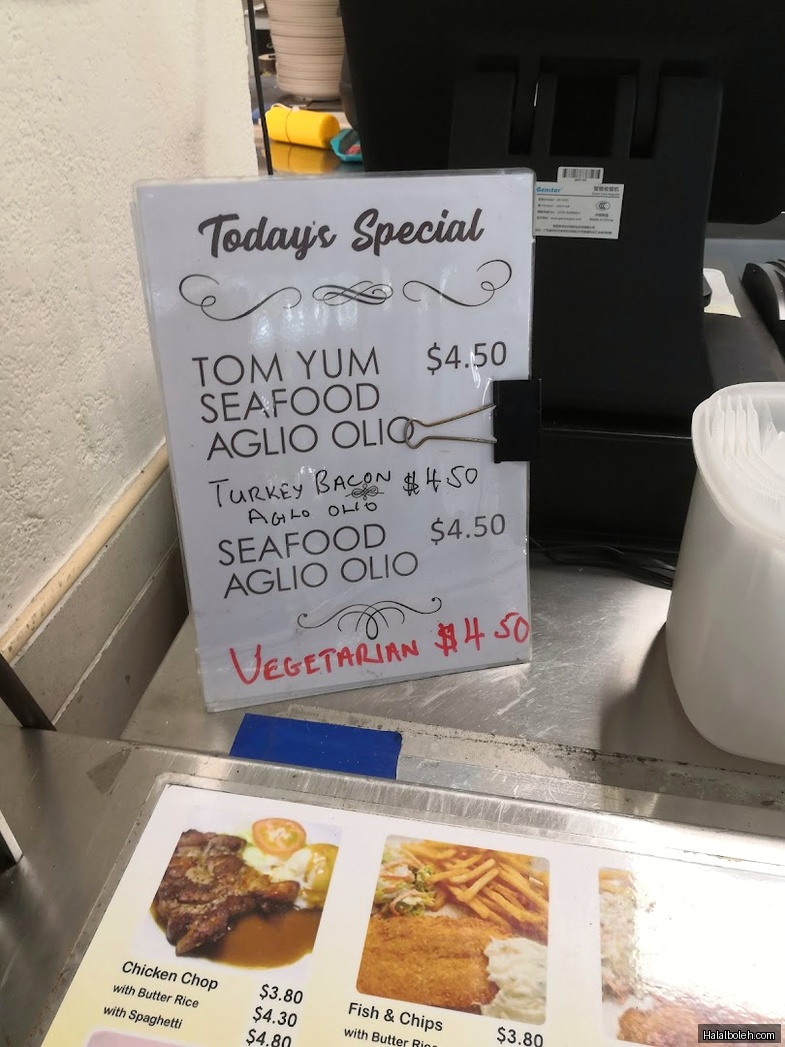 Today's Special
TOM YUM $4.50
SEAFOOD
AGLIO OLIO
TURKEY BACON $4.50
AGLO OLIO
SEAFOOD $4.50
AGLIO OLIO
VEGETARIAN $4 50
Chicken Chop $3.80
with Butter Rice $4.30
with Spaghetti $4.80
Fish & Chips $3.80
with Butter
Halalboleh.com